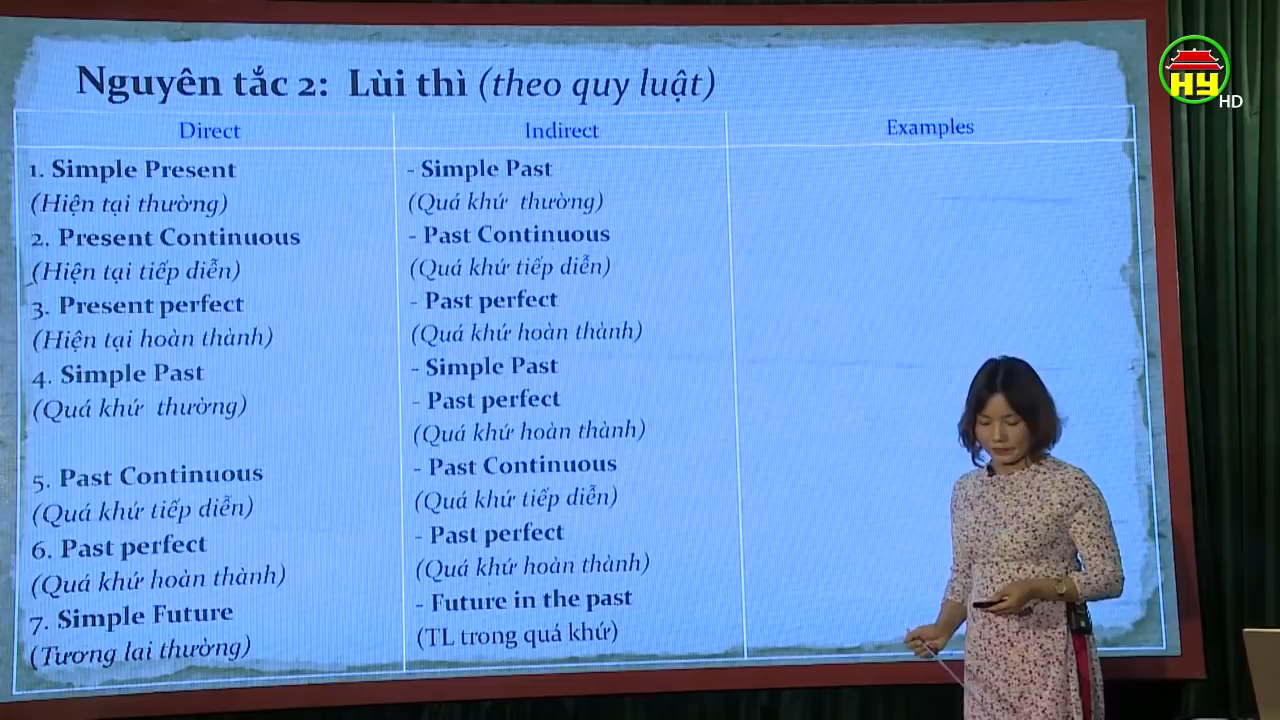 Nguyên tắc 2: Lùi thì (theo quy luật)
Direct
Indirect
Examples
1. Simple Present
(Hiện tại thường)
2. Present Continuous
(Hiện tại tiếp diễn)
3. Present perfect
(Hiện tại hoàn thành)
4. Simple Past
(Quá khứ thường)
5. Past Continuous
(Quá khứ tiếp diễn)
6. Past perfect
(Quá khứ hoàn thành)
7. Simple Future
(Tương lai thường)
- Simple Past
(Quá khứ thường)
- Past Continuous
(Quá khứ tiếp diễn)
- Past perfect
(Quá khứ hoàn thành)
- Simple Past
- Past perfect
(Quá khứ hoàn thành)
- Past Continuous
(Quá khứ tiếp diễn)
- Past perfect
(Quá khứ hoàn thành)
- Future in the past
(TL trong quá khứ)
HY
HD